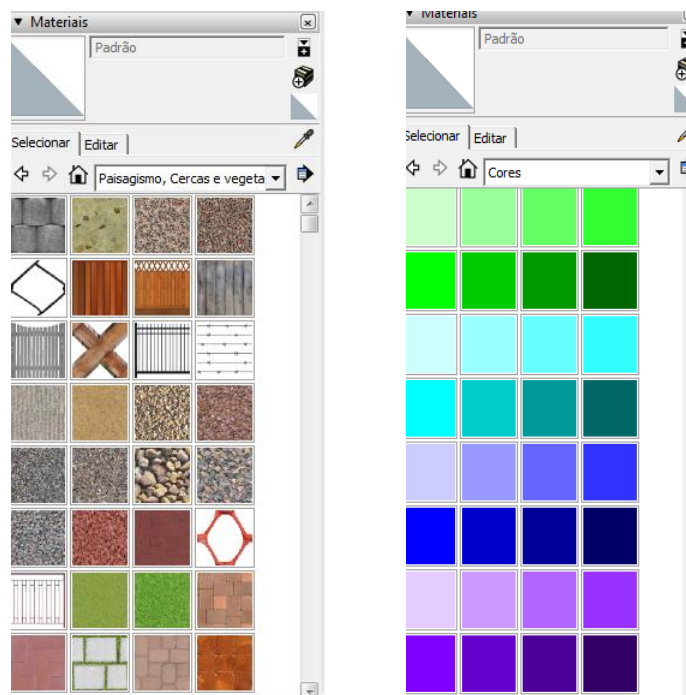 Materiais
Padrão
Selecionar
Editar
Paisagismo, Cercas e vegeta
Materiais
Padrão
Selecionar
Editar
Cores